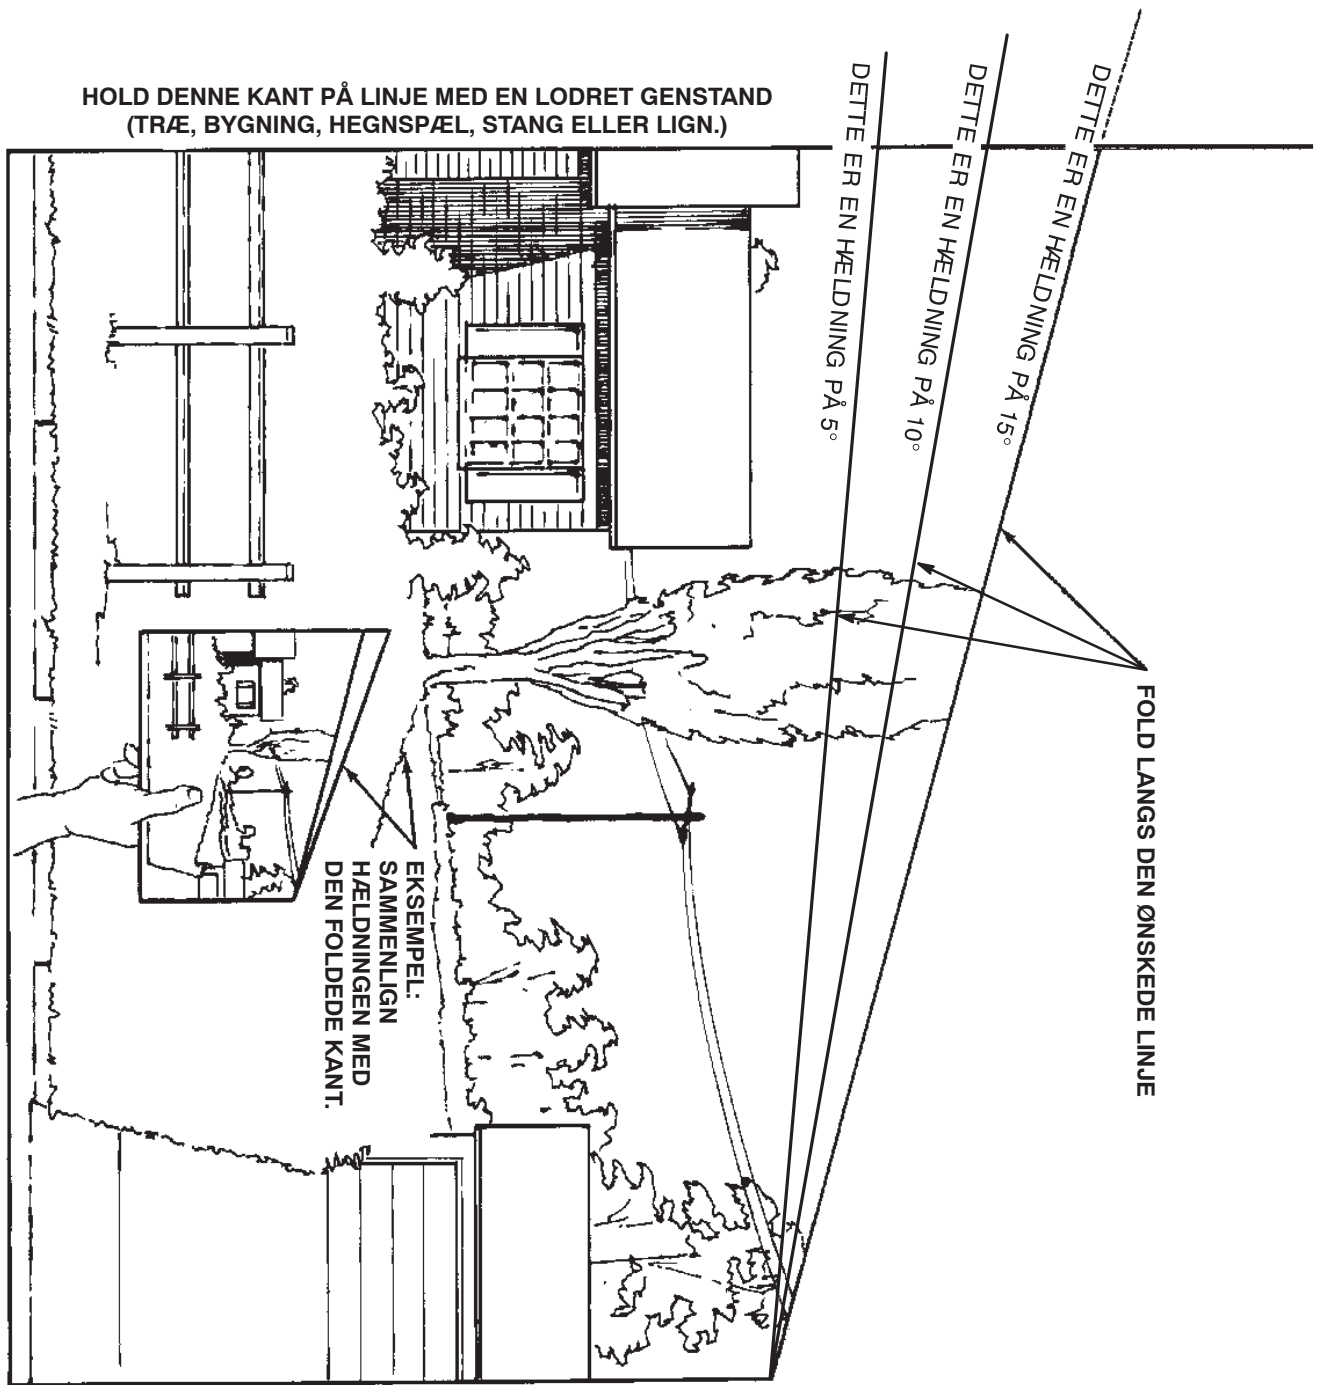 HOLD DENNE KANT PÅ LINJE MED EN LODRET GENSTAND
(TRÆ, BYGNING, HEGNSPÆL, STANG ELLER LIGN.)
DETTE ER EN HÆLDNING PÅ 15°
DETTE ER EN HÆLDNING PÅ 10°
DETTE ER EN HÆLDNING PÅ 5°
FOLD LANGS DEN ØNSKEDE LINJE
EKSEMPEL:
SAMMENLIGN
HÆLDNINGEN MED
DEN FOLDEDE KANT.